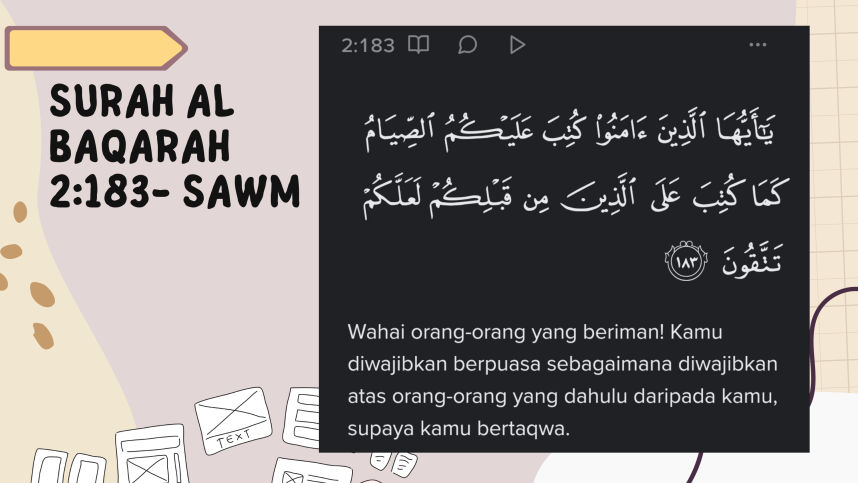 SURAH AL
BAQARAH
2:183- SAWM
2:183
يَـٰٓأَيُّهَا ٱلَّذِينَ ءَامَنُوا۟ كُتِبَ عَلَيْكُمُ ٱلصِّيَامُ
كَمَا كُتِبَ عَلَى ٱلَّذِينَ مِن قَبْلِكُمْ لَعَلَّكُمْ
تَتَّقُونَ ١٨٣
Wahai orang-orang yang beriman! Kamu
diwajibkan berpuasa sebagaimana diwajibkan
atas orang-orang yang dahulu daripada kamu,
supaya kamu bertaqwa.
TEXT